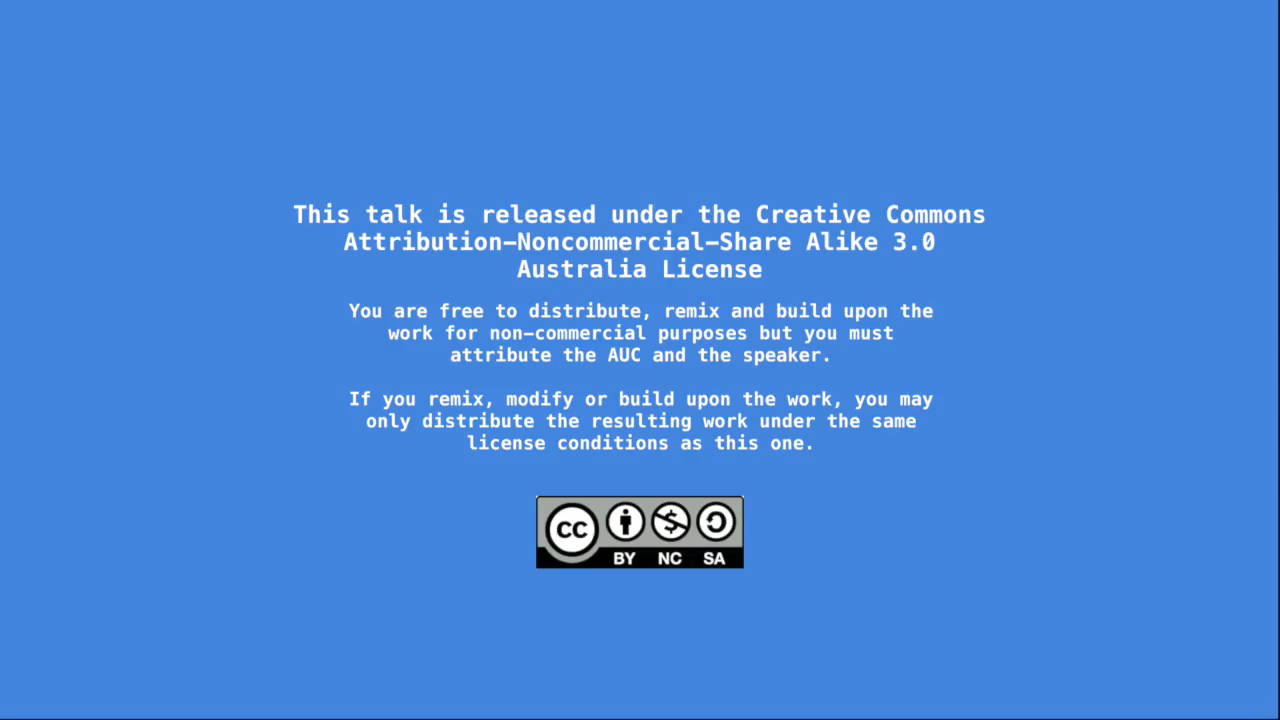 This talk is released under the Creative Commons
Attribution–Noncommercial–Share Alike 3.0
Australia License
You are free to distribute, remix and build upon the
work for non–commercial purposes but you must
attribute the AUC and the speaker.
If you remix, modify or build upon the work, you may
only distribute the resulting work under the same
license conditions as this one.
CC
BY NC SA